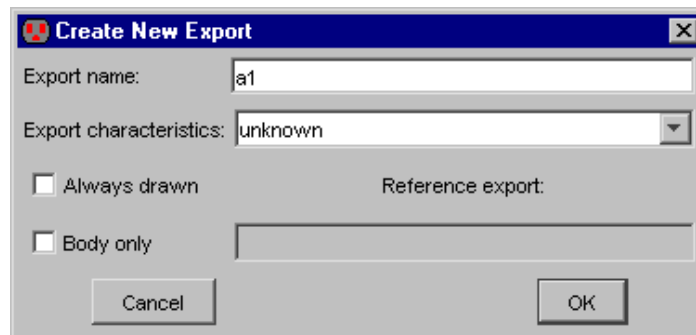 Create New Export
Export name: a1
Export characteristics: unknown
Always drawn Reference export:
Body only
Cancel OK